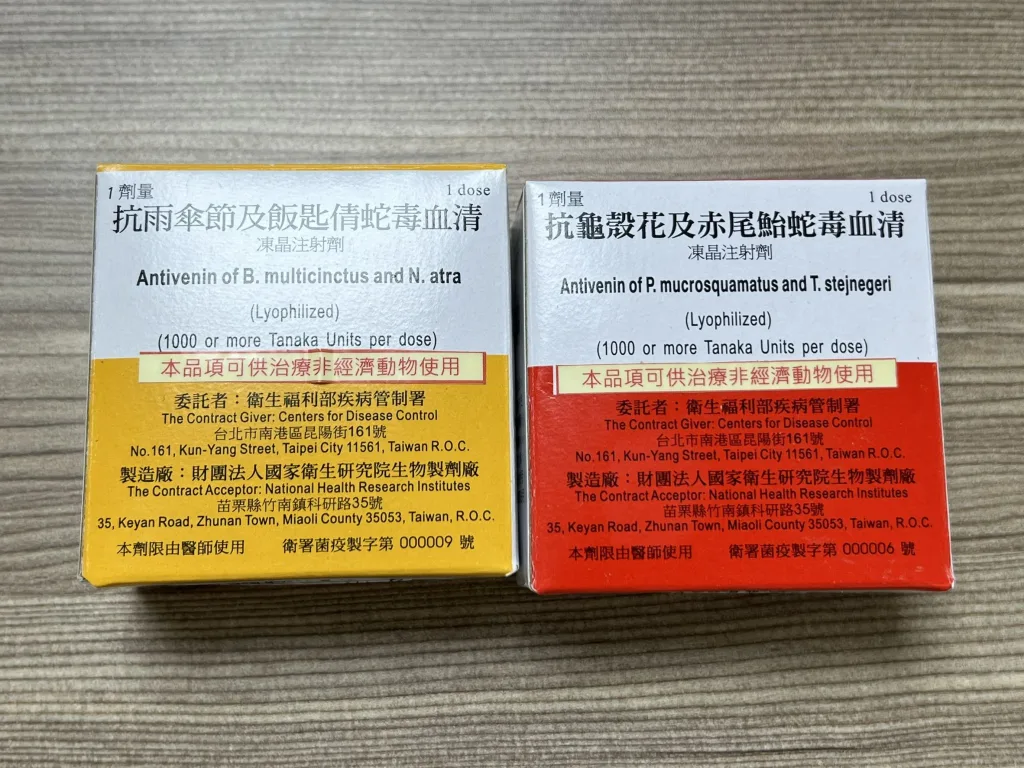 1 劑量
1 dose
抗雨傘節及飯匙倩蛇毒血清
凍晶注射劑
Antivenin of B. multicinctus and N. atra
(Lyophilized)
(1000 or more Tanaka Units per dose)
本品項可供治療非經濟動物使用
委託者：衛生福利部疾病管制署
The Contract Giver: Centers for Disease Control
台北市南港區昆陽街161號
No.161, Kun-Yang Street, Taipei City 11561, Taiwan R.O.C.
製造廠：財團法人國家衛生研究院生物製劑廠
The Contract Acceptor: National Health Research Institutes
苗栗縣竹南鎮科研路35號
35, Keyan Road, Zhunan Town, Miaoli County 35053, Taiwan, R.O.C.
本劑限由醫師使用
衛署菌疫製字第 000009 號
1 劑量
1 dose
抗龜殼花及赤尾鮐蛇毒血清
凍晶注射劑
Antivenin of P. mucrosquamatus and T. stejnegeri
(Lyophilized)
(1000 or more Tanaka Units per dose)
本品項可供治療非經濟動物使用
委託者：衛生福利部疾病管制署
The Contract Giver: Centers for Disease Control
台北市南港區昆陽街161號
No.161, Kun-Yang Street, Taipei City 11561, Taiwan R.O.C.
製造廠：財團法人國家衛生研究院生物製劑廠
The Contract Acceptor: National Health Research Institutes
苗栗縣竹南鎮科研路35號
35, Keyan Road, Zhunan Town, Miaoli County 35053, Taiwan, R.O.C.
本劑限由醫師使用
衛署菌疫製字第 000006 號